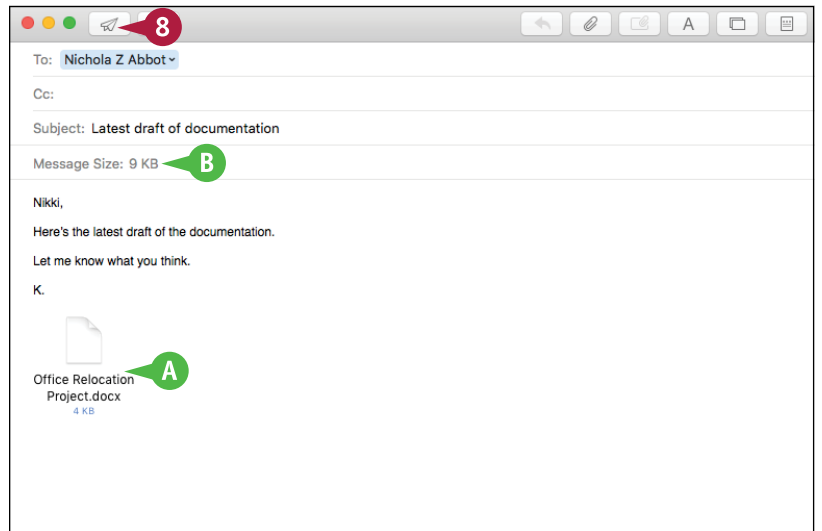 8
A
To: Nichola Z Abbot
Cc:
Subject: Latest draft of documentation
Message Size: 9 KB
B
Nikki,
Here's the latest draft of the documentation.
Let me know what you think.
K.
A
Office Relocation
Project.docx
4 KB